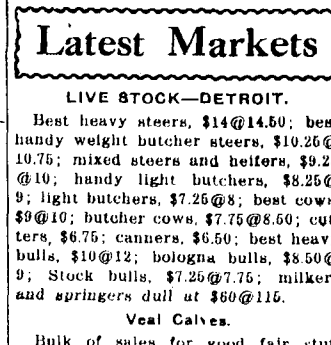 Latest Markets
LIVE STOCK—DETROIT.
Best heavy steers, $14@14.50; bes
handy weight butcher steers, $10.25@
10.75; mixed steers and heifers, $9.2
@10; handy light butchers, $8.25@
9; light butchers, $7.25@8; best cow
$9@10; butcher cows, $7.75@8.50; cut
ters, $6.75; canners, $6.50; best heav
bulls, $10@12; bologna bulls, $8.50@
9; Stock bulls, $7.25@7.75; milker
and springers dull at $60@115.
Veal Calves.
Bulk of sales for good fair stuf